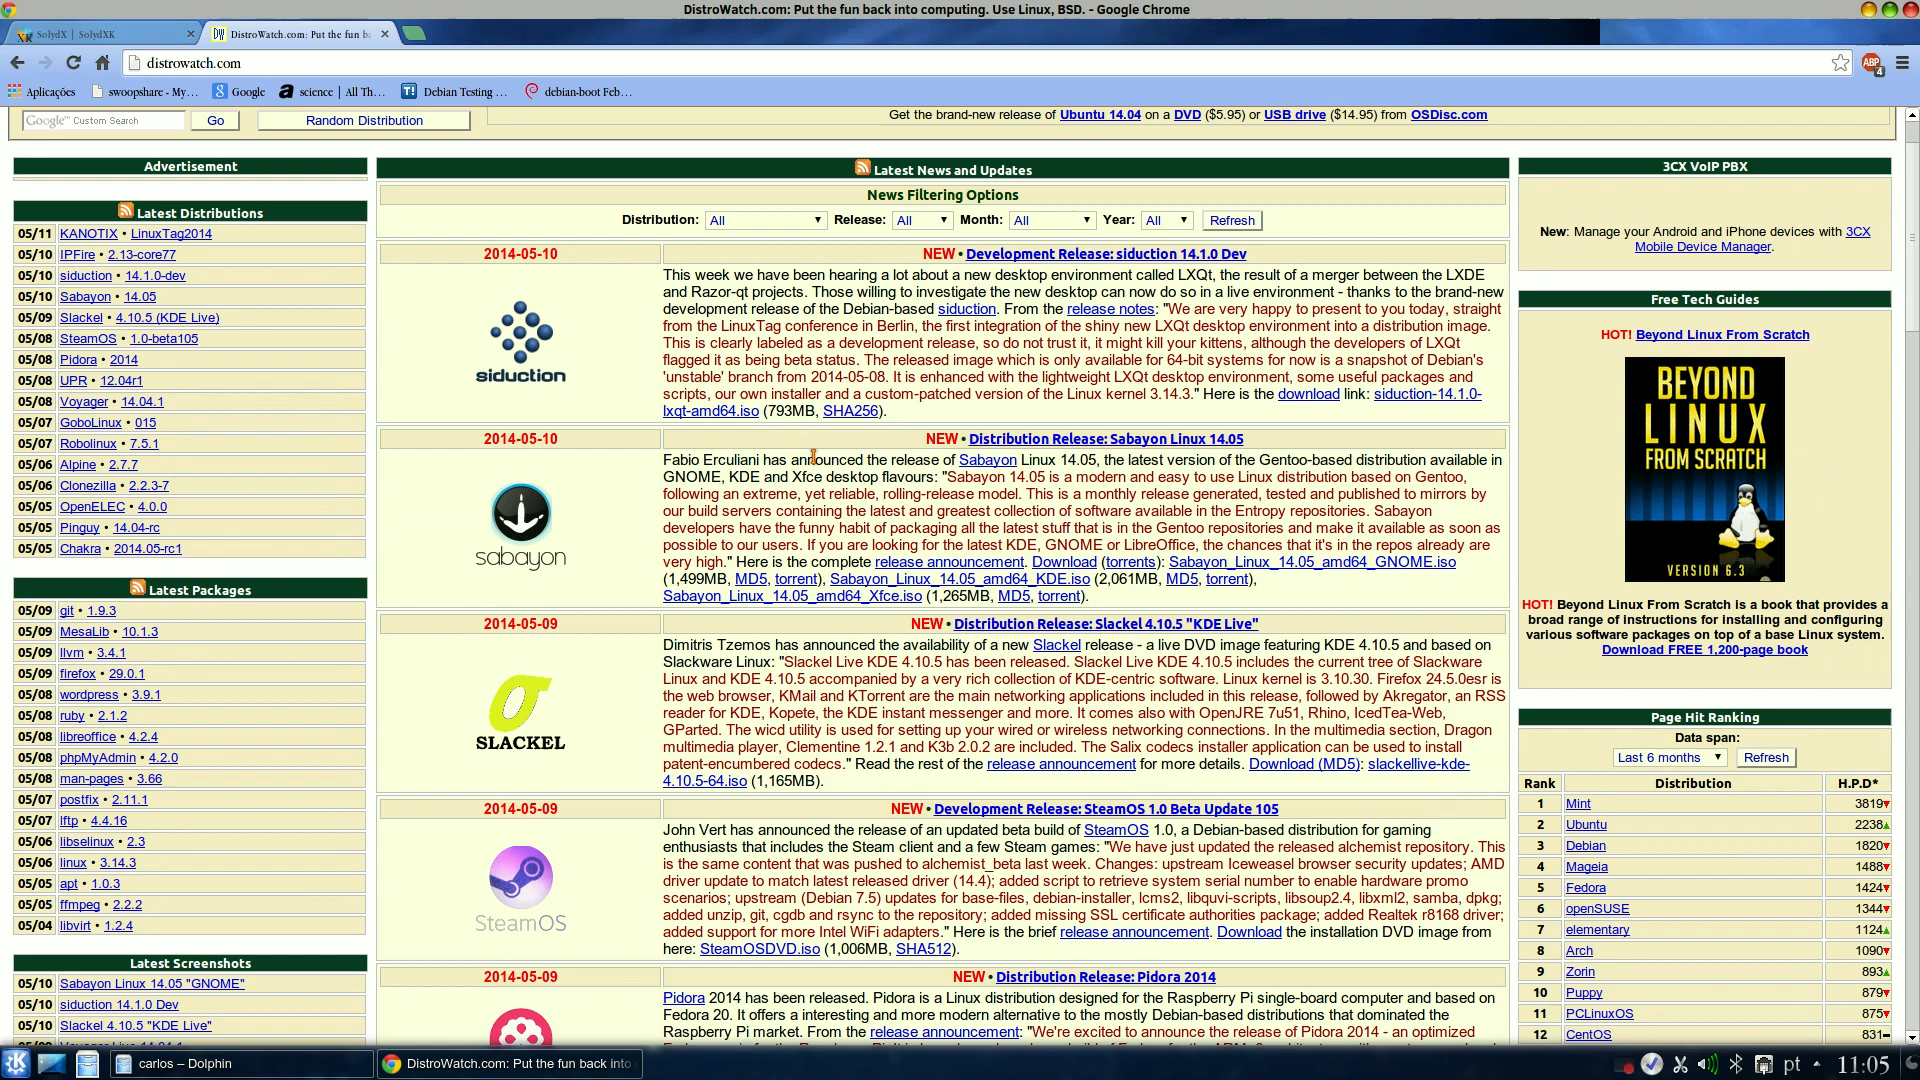 DistroWatch.com: Put the fun back into computing. Use Linux, BSD. - Google Chrome
SolydX | SolydXK
DistroWatch.com: Put the fun b
distrowatch.com
Aplicações
swoopshare - My...
Google
science | All Th...
Debian Testing ...
debian-boot Feb...
Google™ Custom Search
Go
Random Distribution
Get the brand-new release of Ubuntu 14.04 on a DVD ($5.95) or USB drive ($14.95) from OSDisc.com
Advertisement
Latest Distributions
05/11 KANOTIX • LinuxTag2014
05/10 IPFire • 2.13-core77
05/10 siduction • 14.1.0-dev
05/10 Sabayon • 14.05
05/09 Slackel • 4.10.5 (KDE Live)
05/08 SteamOS • 1.0-beta105
05/08 Pidora • 2014
05/08 UPR • 12.04r1
05/08 Voyager • 14.04.1
05/07 GoboLinux • 015
05/07 Robolinux • 7.5.1
05/06 Alpine • 2.7.7
05/06 Clonezilla • 2.2.3-7
05/05 OpenELEC • 4.0.0
05/05 Pinguy • 14.04-rc
05/05 Chakra • 2014.05-rc1
Latest Packages
05/09 git • 1.9.3
05/09 MesaLib • 10.1.3
05/09 llvm • 3.4.1
05/09 firefox • 29.0.1
05/08 wordpress • 3.9.1
05/08 ruby • 2.1.2
05/08 libreoffice • 4.2.4
05/08 phpMyAdmin • 4.2.0
05/08 man-pages • 3.66
05/07 postfix • 2.11.1
05/07 lftp • 4.4.16
05/06 libselinux • 2.3
05/06 linux • 3.14.3
05/05 apt • 1.0.3
05/05 ffmpeg • 2.2.2
05/04 libvirt • 1.2.4
Latest Screenshots
05/10 Sabayon Linux 14.05 "GNOME"
05/10 siduction 14.1.0 Dev
05/10 Slackel 4.10.5 "KDE Live"
Latest News and Updates
News Filtering Options
Distribution: All Release: All Month: All Year: All Refresh
2014-05-10 NEW • Development Release: siduction 14.1.0 Dev
siduction
This week we have been hearing a lot about a new desktop environment called LXQt, the result of a merger between the LXDE
and Razor-qt projects. Those willing to investigate the new desktop can now do so in a live environment - thanks to the brand-new
development release of the Debian-based siduction. From the release notes: "We are very happy to present to you today, straight
from the LinuxTag conference in Berlin, the first integration of the shiny new LXQt desktop environment into a distribution image.
This is clearly labeled as a development release, so do not trust it, it might kill your kittens, although the developers of LXQt
flagged it as being beta status. The released image which is only available for 64-bit systems for now is a snapshot of Debian's
'unstable' branch from 2014-05-08. It is enhanced with the lightweight LXQt desktop environment, some useful packages and
scripts, our own installer and a custom-patched version of the Linux kernel 3.14.3." Here is the download link: siduction-14.1.0-
lxqt-amd64.iso (793MB, SHA256).
2014-05-10 NEW • Distribution Release: Sabayon Linux 14.05
sabayon
Fabio Erculiani has announced the release of Sabayon Linux 14.05, the latest version of the Gentoo-based distribution available in
GNOME, KDE and Xfce desktop flavours: "Sabayon 14.05 is a modern and easy to use Linux distribution based on Gentoo,
following an extreme, yet reliable, rolling-release model. This is a monthly release generated, tested and published to mirrors by
our build servers containing the latest and greatest collection of software available in the Entropy repositories. Sabayon
developers have the funny habit of packaging all the latest stuff that is in the Gentoo repositories and make it available as soon as
possible to our users. If you are looking for the latest KDE, GNOME or LibreOffice, the chances that it's in the repos already are
very high." Here is the complete release announcement. Download (torrents): Sabayon_Linux_14.05_amd64_GNOME.iso
(1,499MB, MD5, torrent), Sabayon_Linux_14.05_amd64_KDE.iso (2,061MB, MD5, torrent),
Sabayon_Linux_14.05_amd64_Xfce.iso (1,265MB, MD5, torrent).
2014-05-09 NEW • Distribution Release: Slackel 4.10.5 "KDE Live"
SLACKEL
Dimitris Tzemos has announced the availability of a new Slackel release - a live DVD image featuring KDE 4.10.5 and based on
Slackware Linux: "Slackel Live KDE 4.10.5 has been released. Slackel Live KDE 4.10.5 includes the current tree of Slackware
Linux and KDE 4.10.5 accompanied by a very rich collection of KDE-centric software. Linux kernel is 3.10.30. Firefox 24.5.0esr is
the web browser, KMail and KTorrent are the main networking applications included in this release, followed by Akregator, an RSS
reader for KDE, Kopete, the KDE instant messenger and more. It comes also with OpenJRE 7u51, Rhino, IcedTea-Web,
GParted. The wicd utility is used for setting up your wired or wireless networking connections. In the multimedia section, Dragon
multimedia player, Clementine 1.2.1 and K3b 2.0.2 are included. The Salix codecs installer application can be used to install
patent-encumbered codecs." Read the rest of the release announcement for more details. Download (MD5): slackellive-kde-
4.10.5-64.iso (1,165MB).
2014-05-09 NEW • Development Release: SteamOS 1.0 Beta Update 105
STEAMOS
John Vert has announced the release of an updated beta build of SteamOS 1.0, a Debian-based distribution for gaming
enthusiasts that includes the Steam client and a few Steam games: "We have just updated the released alchemist repository. This
is the same content that was pushed to alchemist_beta last week. Changes: upstream Iceweasel browser security updates; AMD
driver update to match latest released driver (14.4); added script to retrieve system serial number to enable hardware promo
scenarios; upstream (Debian 7.5) updates for base-files, debian-installer, lcms2, libquvi-scripts, libsoup2.4, libxml2, samba, dpkg;
added unzip, git, cgdb and rsync to the repository; added missing SSL certificate authorities package; added Realtek r8168 driver;
added support for more Intel WiFi adapters." Here is the brief release announcement. Download the installation DVD image from
here: SteamOSDVD.iso (1,006MB, SHA512).
2014-05-09 NEW • Distribution Release: Pidora 2014
Pidora 2014 has been released. Pidora is a Linux distribution designed for the Raspberry Pi single-board computer and based on
Fedora 20. It offers a interesting and more modern alternative to the mostly Debian-based distributions that dominated the
Raspberry Pi market. From the release announcement: "We're excited to announce the release of Pidora 2014 - an optimized
3CX VoIP PBX
New: Manage your Android and iPhone devices with 3CX
Mobile Device Manager.
Free Tech Guides
HOT! Beyond Linux From Scratch
BEYOND
LINUX
FROM SCRATCH
VERSION 6.3
HOT! Beyond Linux From Scratch is a book that provides a
broad range of instructions for installing and configuring
various software packages on top of a base Linux system.
Download FREE 1,200-page book
Page Hit Ranking
Data span:
Last 6 months Refresh
Rank Distribution H.P.D*
1 Mint 3819
2 Ubuntu 2238
3 Debian 1820
4 Mageia 1488
5 Fedora 1424
6 openSUSE 1344
7 elementary 1124
8 Arch 1090
9 Zorin 893
10 Puppy 879
11 PCLinuxOS 875
12 CentOS 831
carlos – Dolphin
DistroWatch.com: Put the fun back into
pt
11:05